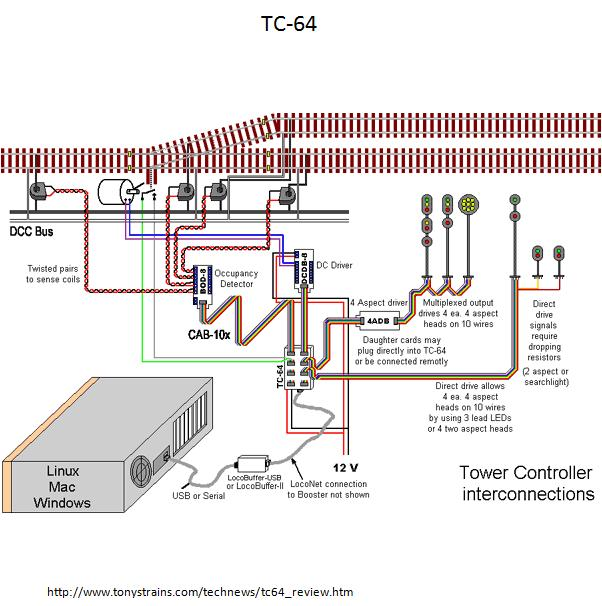 TC-64
DCC Bus
Twisted pairs
to sense coils
BOD-8
Occupancy
Detector
CAB-10x
DCDB-8
DC Driver
4 Aspect driver
4ADB
Multiplexed output
drives 4 ea. 4 aspect
heads on 10 wires
Direct
drive
signals
require
dropping
resistors
(2 aspect or
searchlight)
Daughter cards may
plug directly into TC-64
or be connected remotly
TC-64
Direct drive allows
4 ea. 4 aspect
heads on 10 wires
by using 3 lead LEDs
or 4 two aspect heads
Linux
Mac
Windows
USB or Serial
LocoBuffer-USB
or LocoBuffer-II
LocoNet connection
to Booster not shown
12 V
Tower Controller
interconnections
http://www.tonystrains.com/technews/tc64_review.htm